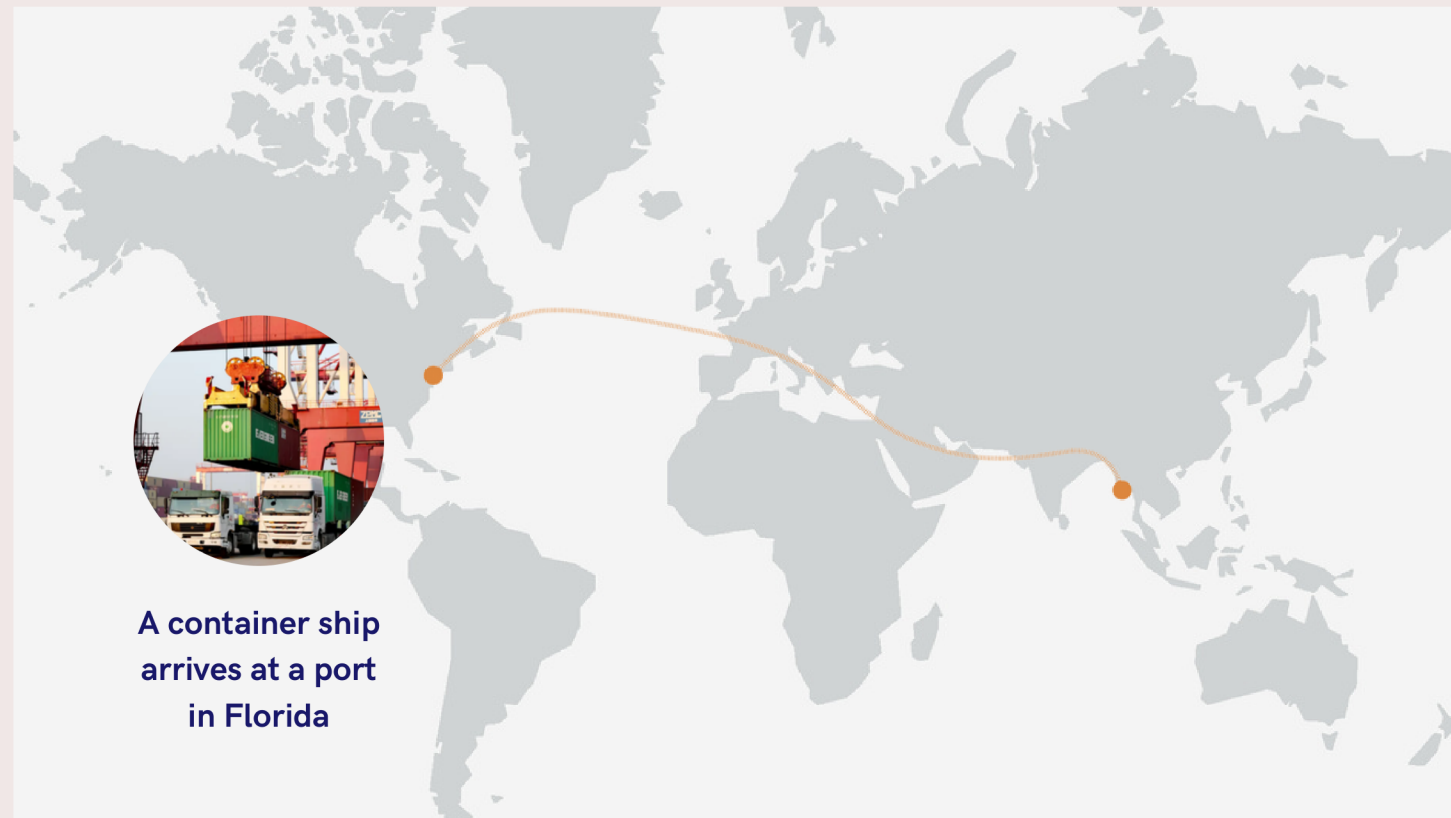 A container ship
arrives at a port
in Florida